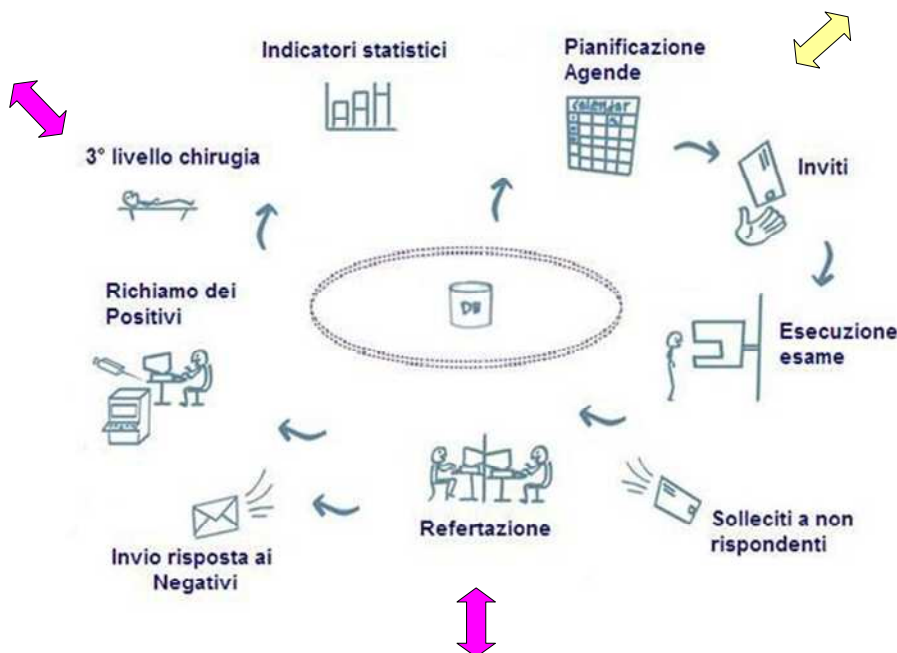 Indicatori statistici
Pianificazione
Agende
calendar
3° livello chirugia
Inviti
Richiamo dei
Positivi
DB
Esecuzione
esame
Refertazione
Solleciti a non
rispondenti
Invio risposta ai
Negativi